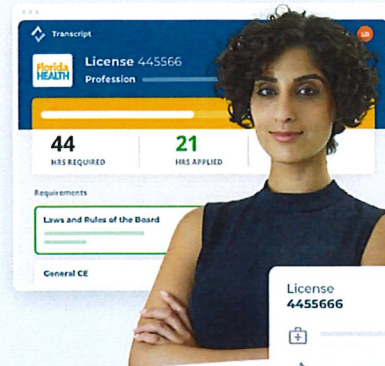 Transcript
LD
Florida
HEALTH
License 445566
Profession
44
HRS REQUIRED
21
HRS APPLIED
Requirements
Laws and Rules of the Board
General CE
License
4455666